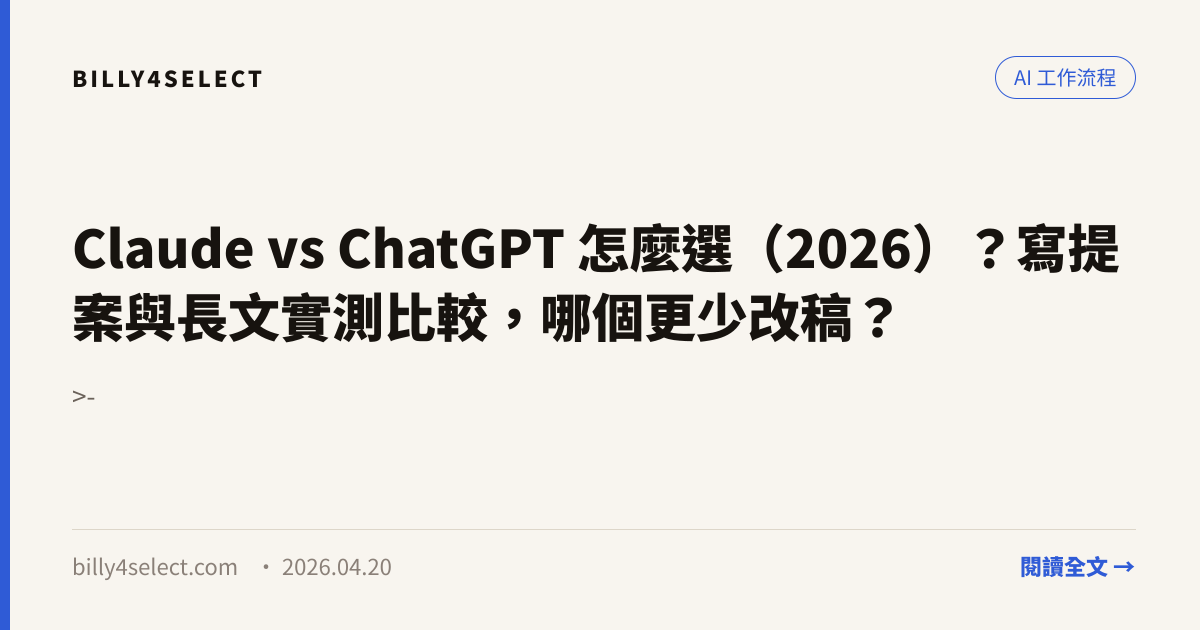 BILLY4SELECT
AI 工作流程
Claude vs ChatGPT 怎麼選（2026）？寫提
案與長文實測比較，哪個更少改稿？
>-
billy4select.com ・ 2026.04.20
閱讀全文 →